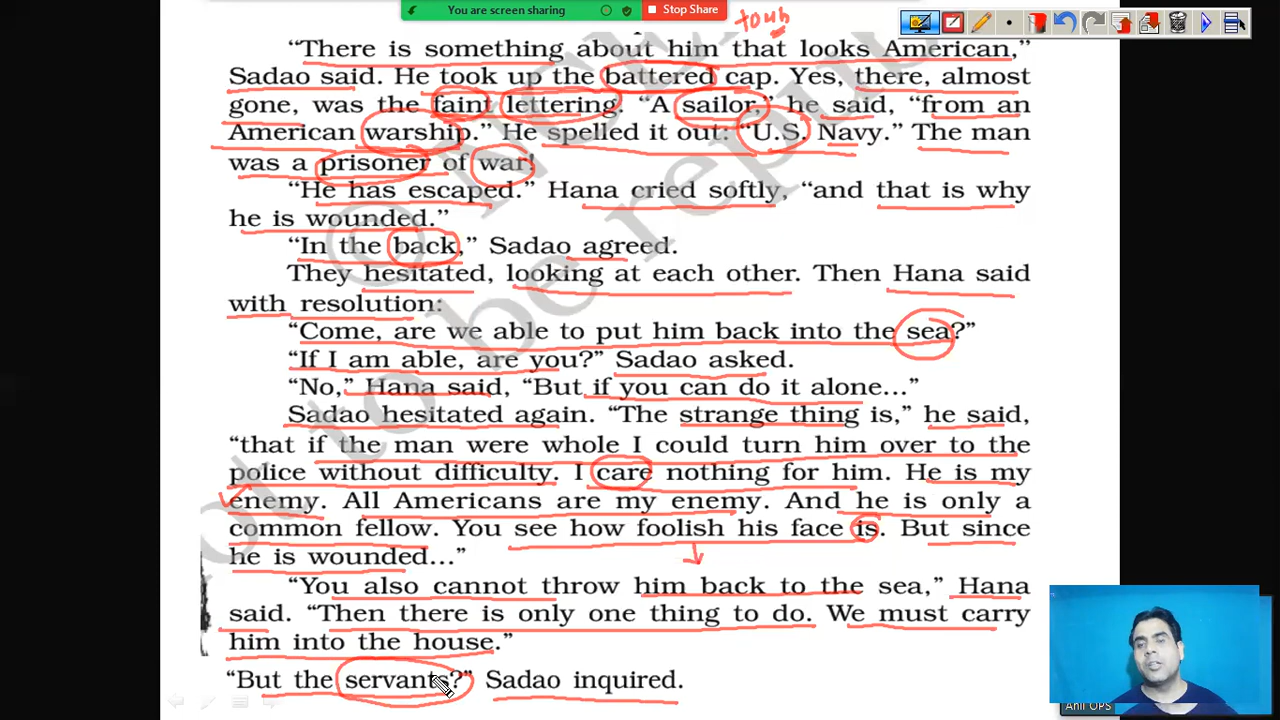 You are screen sharing
Stop Share
“There is something about him that looks American,”
Sadao said. He took up the battered cap. Yes, there, almost
gone, was the faint lettering. “A sailor,” he said, “from an
American warship.” He spelled it out: “U.S. Navy.” The man
was a prisoner of war!
“He has escaped.” Hana cried softly, “and that is why
he is wounded.”
“In the back,” Sadao agreed.
They hesitated, looking at each other. Then Hana said
with resolution:
“Come, are we able to put him back into the sea?”
“If I am able, are you?” Sadao asked.
“No,” Hana said, “But if you can do it alone...”
Sadao hesitated again. “The strange thing is,” he said,
“that if the man were whole I could turn him over to the
police without difficulty. I care nothing for him. He is my
enemy. All Americans are my enemy. And he is only a
common fellow. You see how foolish his face is. But since
he is wounded...”
“You also cannot throw him back to the sea,” Hana
said. “Then there is only one thing to do. We must carry
him into the house.”
“But the servants?” Sadao inquired.
Anil OPS